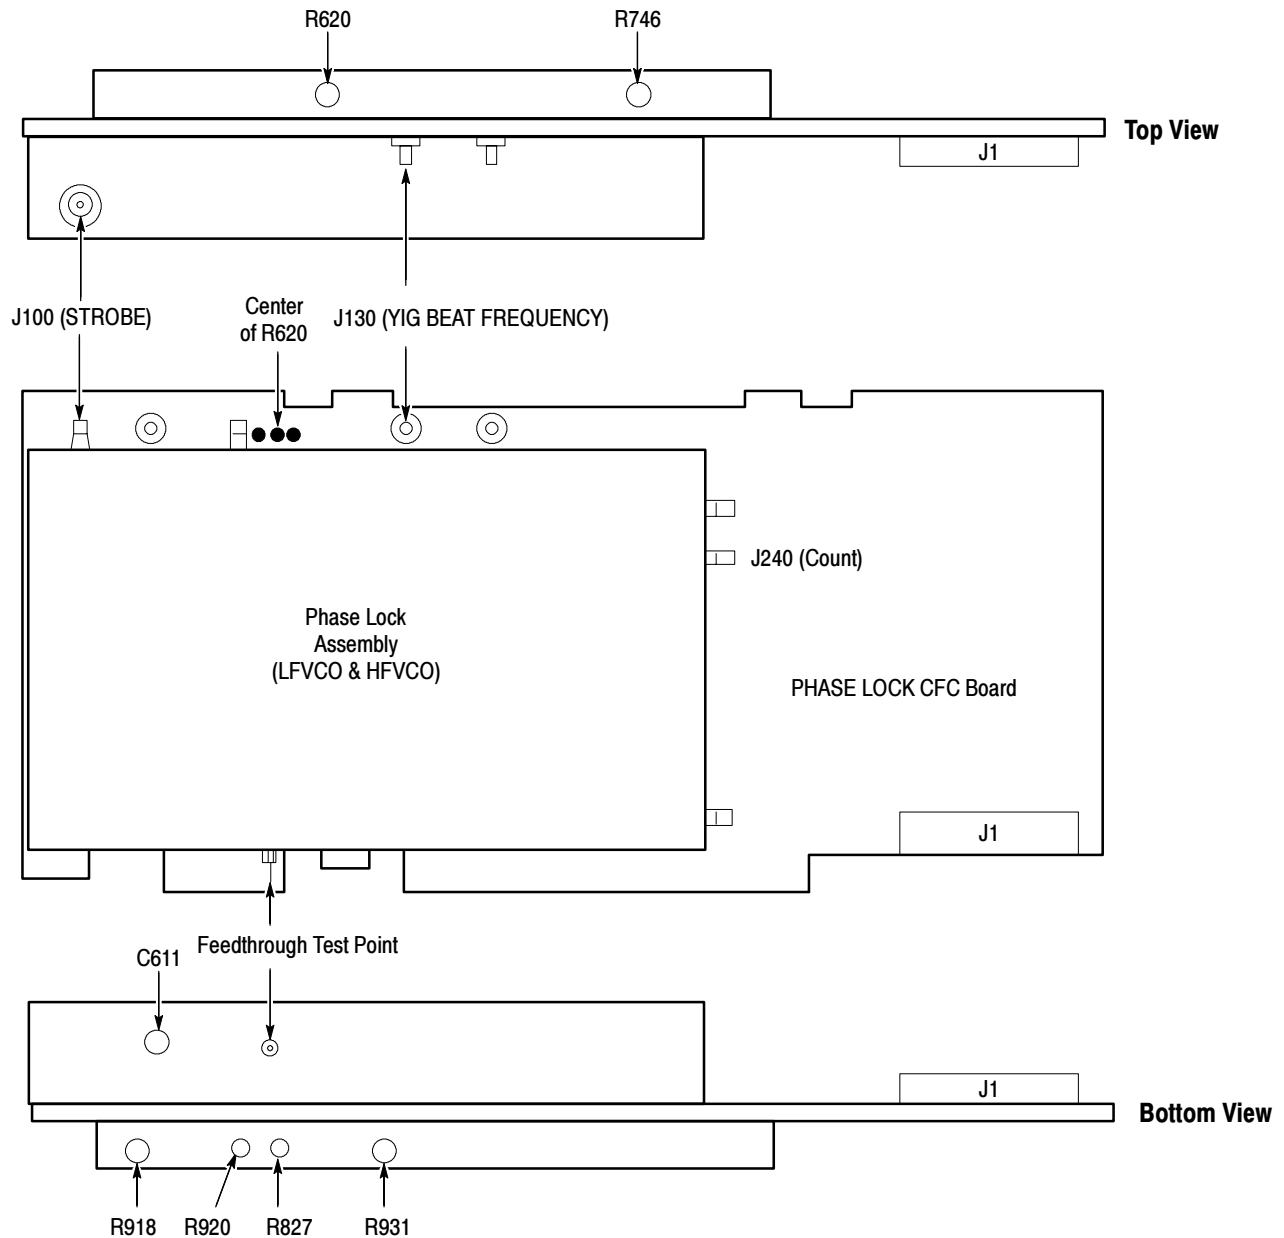 R620
R746
Top View
J1
J100 (STROBE)
Center
of R620
J130 (YIG BEAT FREQUENCY)
J240 (Count)
Phase Lock
Assembly
(LFVCO & HFVCO)
PHASE LOCK CFC Board
J1
Feedthrough Test Point
C611
J1
Bottom View
R918
R920
R827
R931